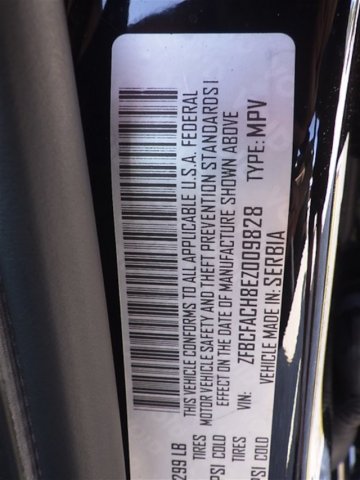 THIS VEHICLE CONFORMS TO ALL APPLICABLE U.S.A. FEDERAL
MOTOR VEHICLE SAFETY AND THEFT PREVENTION STANDARDS
EFFECT ON THE DATE OF MANUFACTURE SHOWN ABOVE
VIN: ZFBCFACH8EZ009828 TYPE: MPV
VEHICLE MADE IN: SERBIA
299 LB
TIRES
PSI COLD
TIRES
PSI COLD